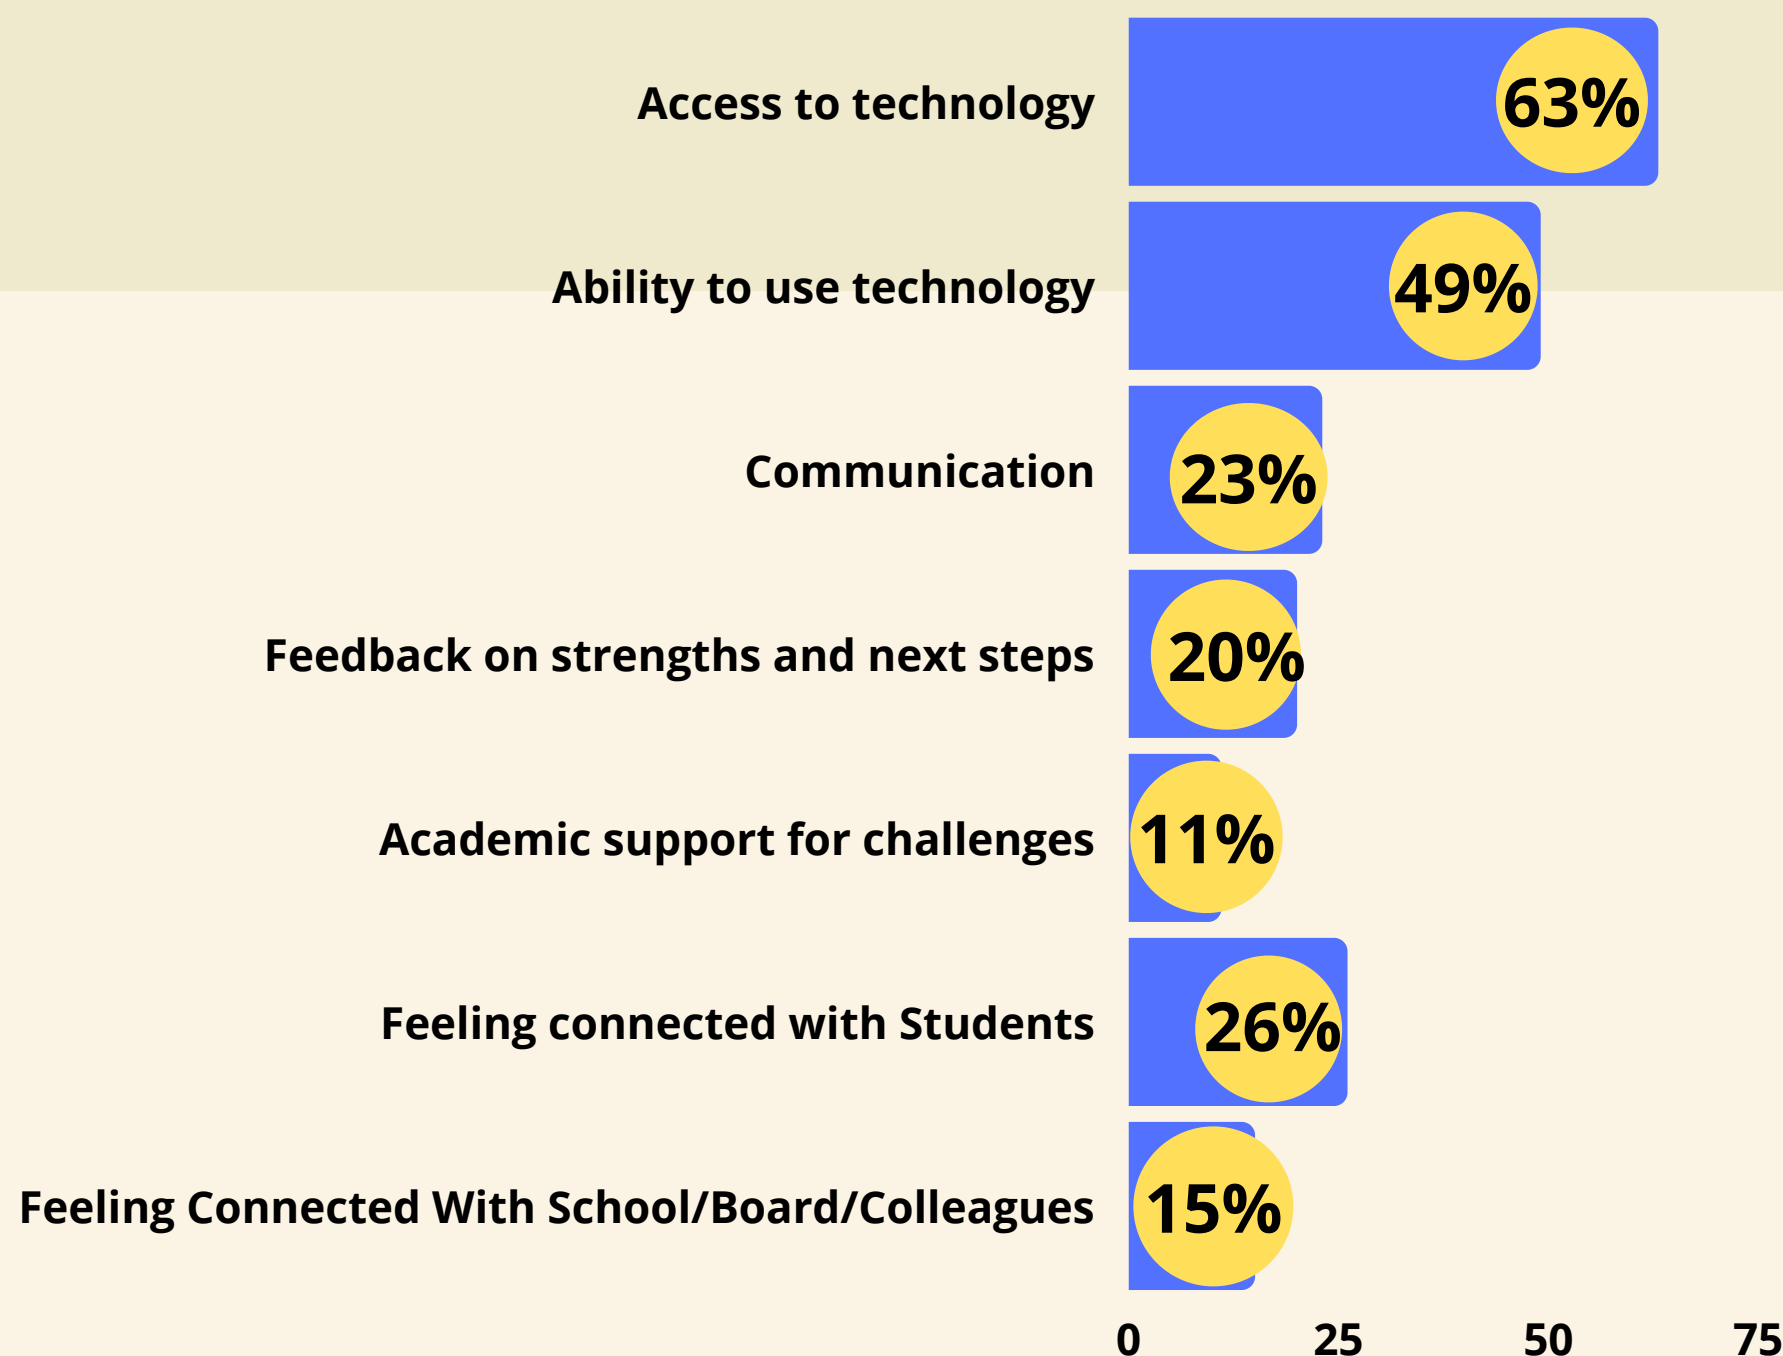 Access to technology
63%
Ability to use technology
49%
Communication
23%
Feedback on strengths and next steps
20%
Academic support for challenges
11%
Feeling connected with Students
26%
Feeling Connected With School/Board/Colleagues
15%
0 25 50 75